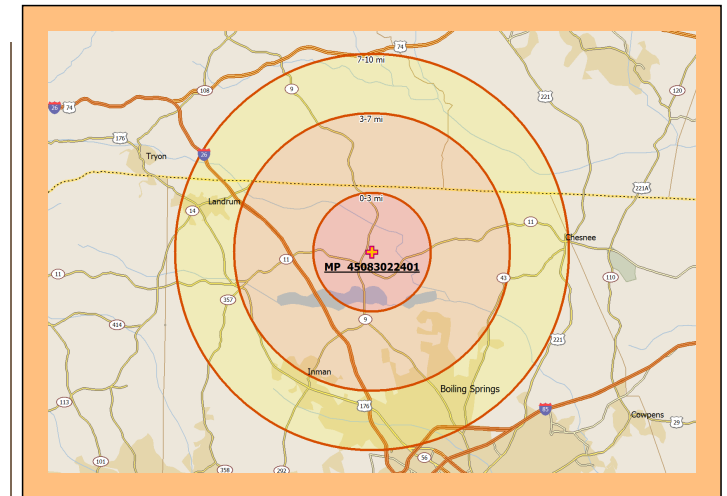 74
7-10 mi
108
9
221
120
26 74
3-7 mi
176
Tryon
26
221A
0-3 mi
Landrum
14
11
Chesnee
MP_45083022401
11
11
43
110
357
9
414
221
Inman
Boiling Springs
113
176
85
Cowpens
29
56
101
358
292